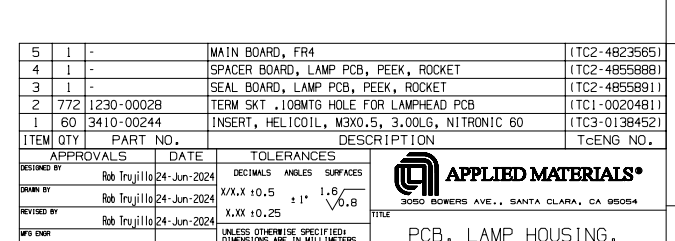 5 1 - MAIN BOARD, FR4 (TC2-4823565)
4 1 - SPACER BOARD, LAMP PCB, PEEK, ROCKET (TC2-4855888)
3 1 - SEAL BOARD, LAMP PCB, PEEK, ROCKET (TC2-4855891)
2 772 1230-00028 TERM SKT .108MTG HOLE FOR LAMPHEAD PCB (TC1-0020481)
1 60 3410-00244 INSERT, HELICOIL, M3X0.5, 3.00LG, NITRONIC 60 (TC3-0138452)
ITEM QTY PART NO. DESCRIPTION TcENG NO.
APPROVALS DATE TOLERANCES
DESIGNED BY Rob Trujillo 24-Jun-2024
DECIMALS ANGLES SURFACES
DRAWN BY Rob Trujillo 24-Jun-2024
X/X.X ±0.5 ± 1° 1.6 0.8
X.XX ±0.25
REVISED BY Rob Trujillo 24-Jun-2024
MFG ENGR
UNLESS OTHERWISE SPECIFIED:
DIMENSIONS ARE IN MILLIMETERS
APPLIED MATERIALS®
3050 BOWERS AVE., SANTA CLARA, CA 95054
TITLE
PCB, LAMP HOUSING,